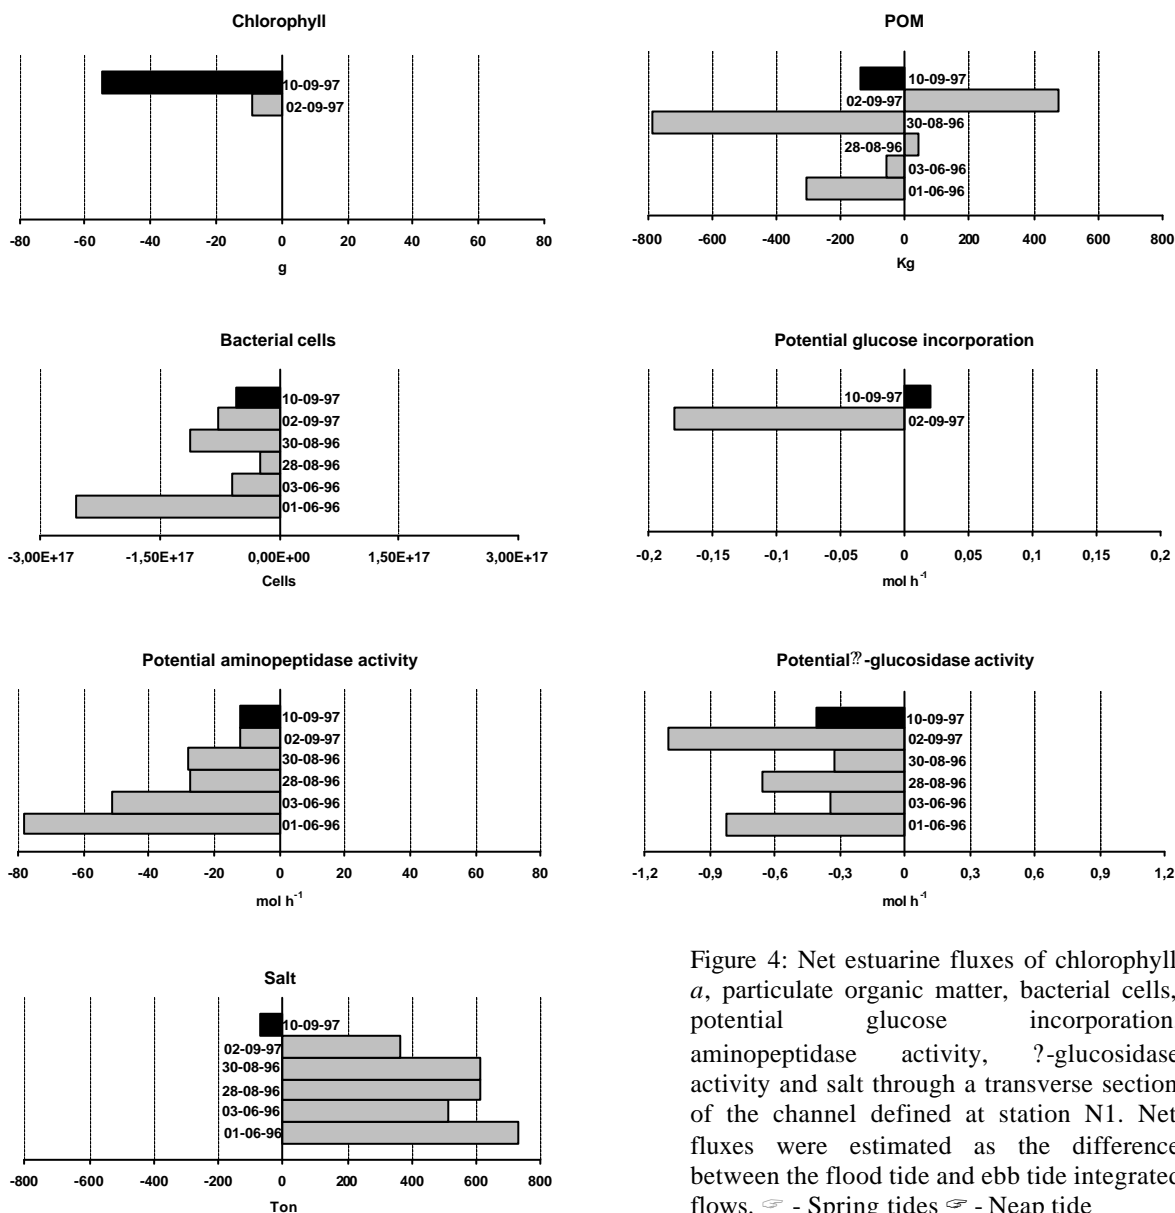 Chlorophyll
10-09-97
02-09-97
-80 -60 -40 -20 0 20 40 60 80
g
POM
10-09-97
02-09-97
30-08-96
28-08-96
03-06-96
01-06-96
-800 -600 -400 -200 0 200 400 600 800
Kg
Bacterial cells
10-09-97
02-09-97
30-08-96
28-08-96
03-06-96
01-06-96
-3,00E+17 -1,50E+17 0,00E+00 1,50E+17 3,00E+17
Cells
Potential glucose incorporation
10-09-97
02-09-97
-0,2 -0,15 -0,1 -0,05 0 0,05 0,1 0,15 0,2
mol h⁻¹
Potential aminopeptidase activity
10-09-97
02-09-97
30-08-96
28-08-96
03-06-96
01-06-96
-80 -60 -40 -20 0 20 40 60 80
mol h⁻¹
Potential ?-glucosidase activity
10-09-97
02-09-97
30-08-96
28-08-96
03-06-96
01-06-96
-1,2 -0,9 -0,6 -0,3 0 0,3 0,6 0,9 1,2
mol h⁻¹
Salt
10-09-97
02-09-97
30-08-96
28-08-96
03-06-96
01-06-96
-800 -600 -400 -200 0 200 400 600 800
Ton
Figure 4: Net estuarine fluxes of chlorophyll
a, particulate organic matter, bacterial cells,
potential glucose incorporation
aminopeptidase activity, ?-glucosidase
activity and salt through a transverse section
of the channel defined at station N1. Net
fluxes were estimated as the difference
between the flood tide and ebb tide integrated
flows. ☞ - Spring tides ☞ - Neap tide